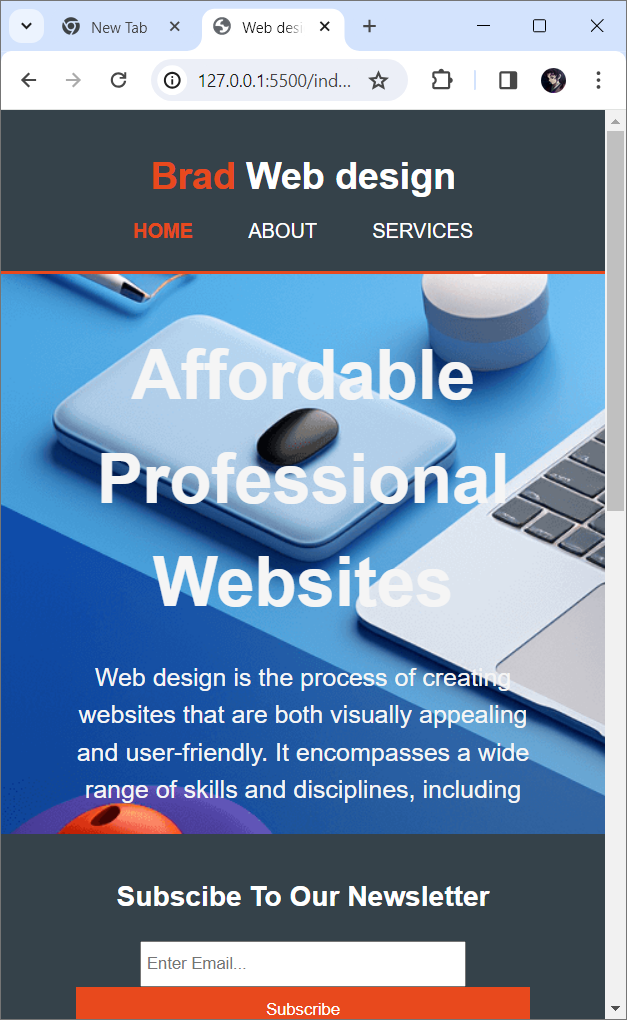 New Tab
Web desi
127.0.0.1:5500/ind...
Brad Web design
HOME ABOUT SERVICES
Affordable
Professional
Websites
Web design is the process of creating
websites that are both visually appealing
and user-friendly. It encompasses a wide
range of skills and disciplines, including
Subscibe To Our Newsletter
Enter Email...
Subscribe